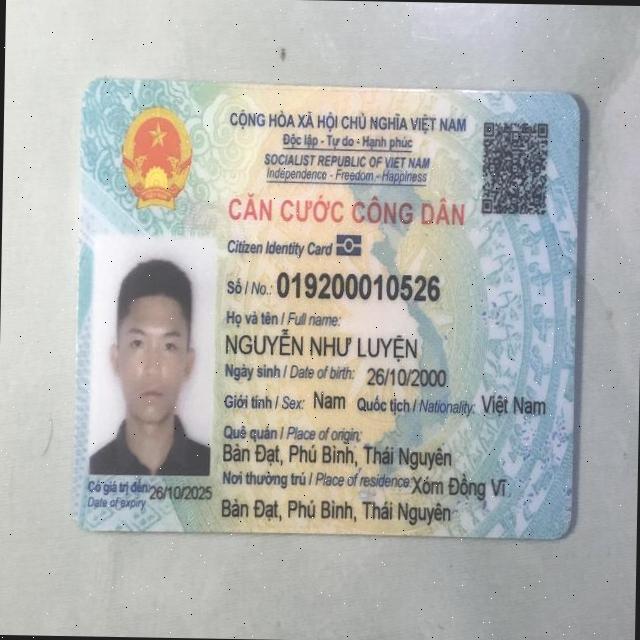 CỘNG HÒA XÃ HỘI CHỦ NGHĨA VIỆT NAM
Độc lập - Tự do - Hạnh phúc
SOCIALIST REPUBLIC OF VIET NAM
Independence - Freedom - Happiness
CĂN CƯỚC CÔNG DÂN
Citizen Identity Card
Số / No.: 019200010526
Họ và tên / Full name:
NGUYỄN NHƯ LUYỆN
Ngày sinh / Date of birth: 26/10/2000
Giới tính / Sex: Nam Quốc tịch / Nationality: Việt Nam
Quê quán / Place of origin:
Bàn Đạt, Phú Bình, Thái Nguyên
Nơi thường trú / Place of residence: Xóm Đồng Vĩ
Bàn Đạt, Phú Bình, Thái Nguyên
Có giá trị đến: 26/10/2025
Date of expiry